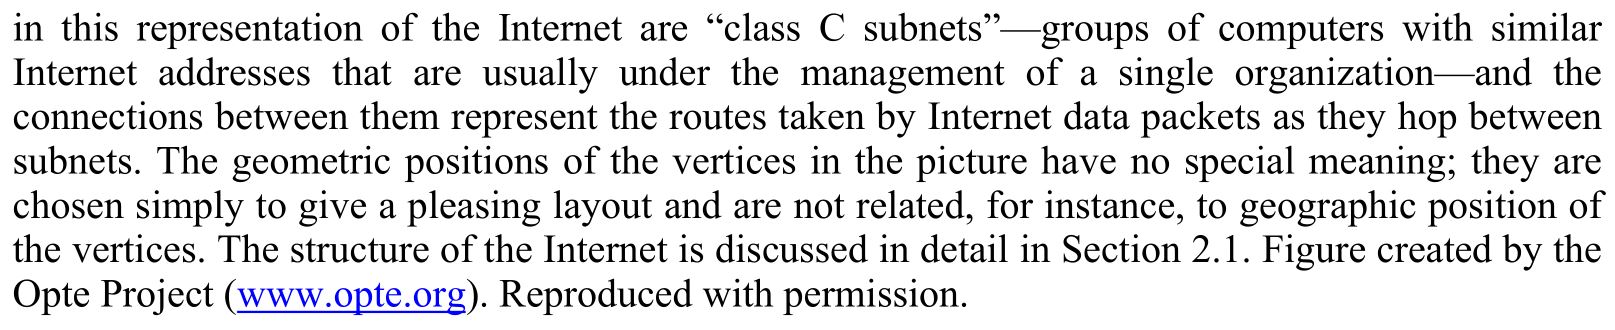 in this representation of the Internet are “class C subnets”—groups of computers with similar
Internet addresses that are usually under the management of a single organization—and the
connections between them represent the routes taken by Internet data packets as they hop between
subnets. The geometric positions of the vertices in the picture have no special meaning; they are
chosen simply to give a pleasing layout and are not related, for instance, to geographic position of
the vertices. The structure of the Internet is discussed in detail in Section 2.1. Figure created by the
Opte Project (www.opte.org). Reproduced with permission.